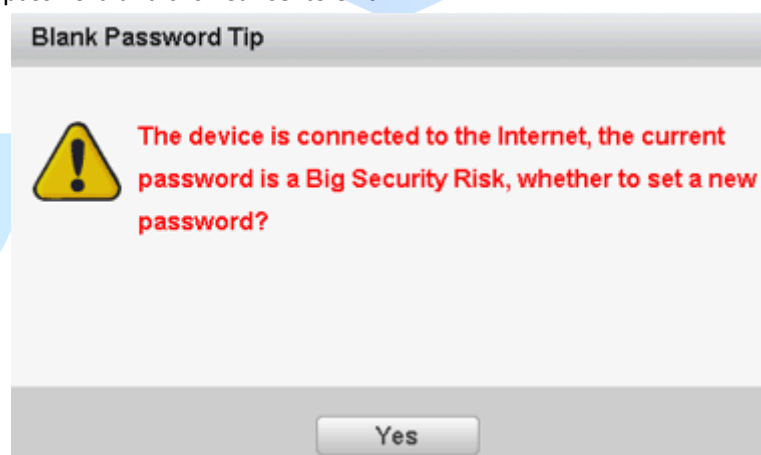 Blank Password Tip
The device is connected to the Internet, the current
password is a Big Security Risk, whether to set a new
password?
Yes